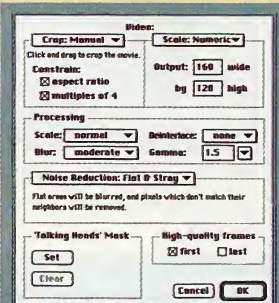 Video:
Crop: Manual
Scale: Numeric
Click and drag to crop the movie.
Constrain:
aspect ratio
multiples of 4
Output: 160 wide
by 120 high
Processing
Scale: normal
Deinterlace: none
Blur: moderate
Gamma: 1.5
Noise Reduction: Flat & Stray
Flat areas will be blurred, and pixels which don't match their
neighbors will be removed.
'Talking Heads' Mask
Set
Clear
High-quality frames
first
last
Cancel
OK